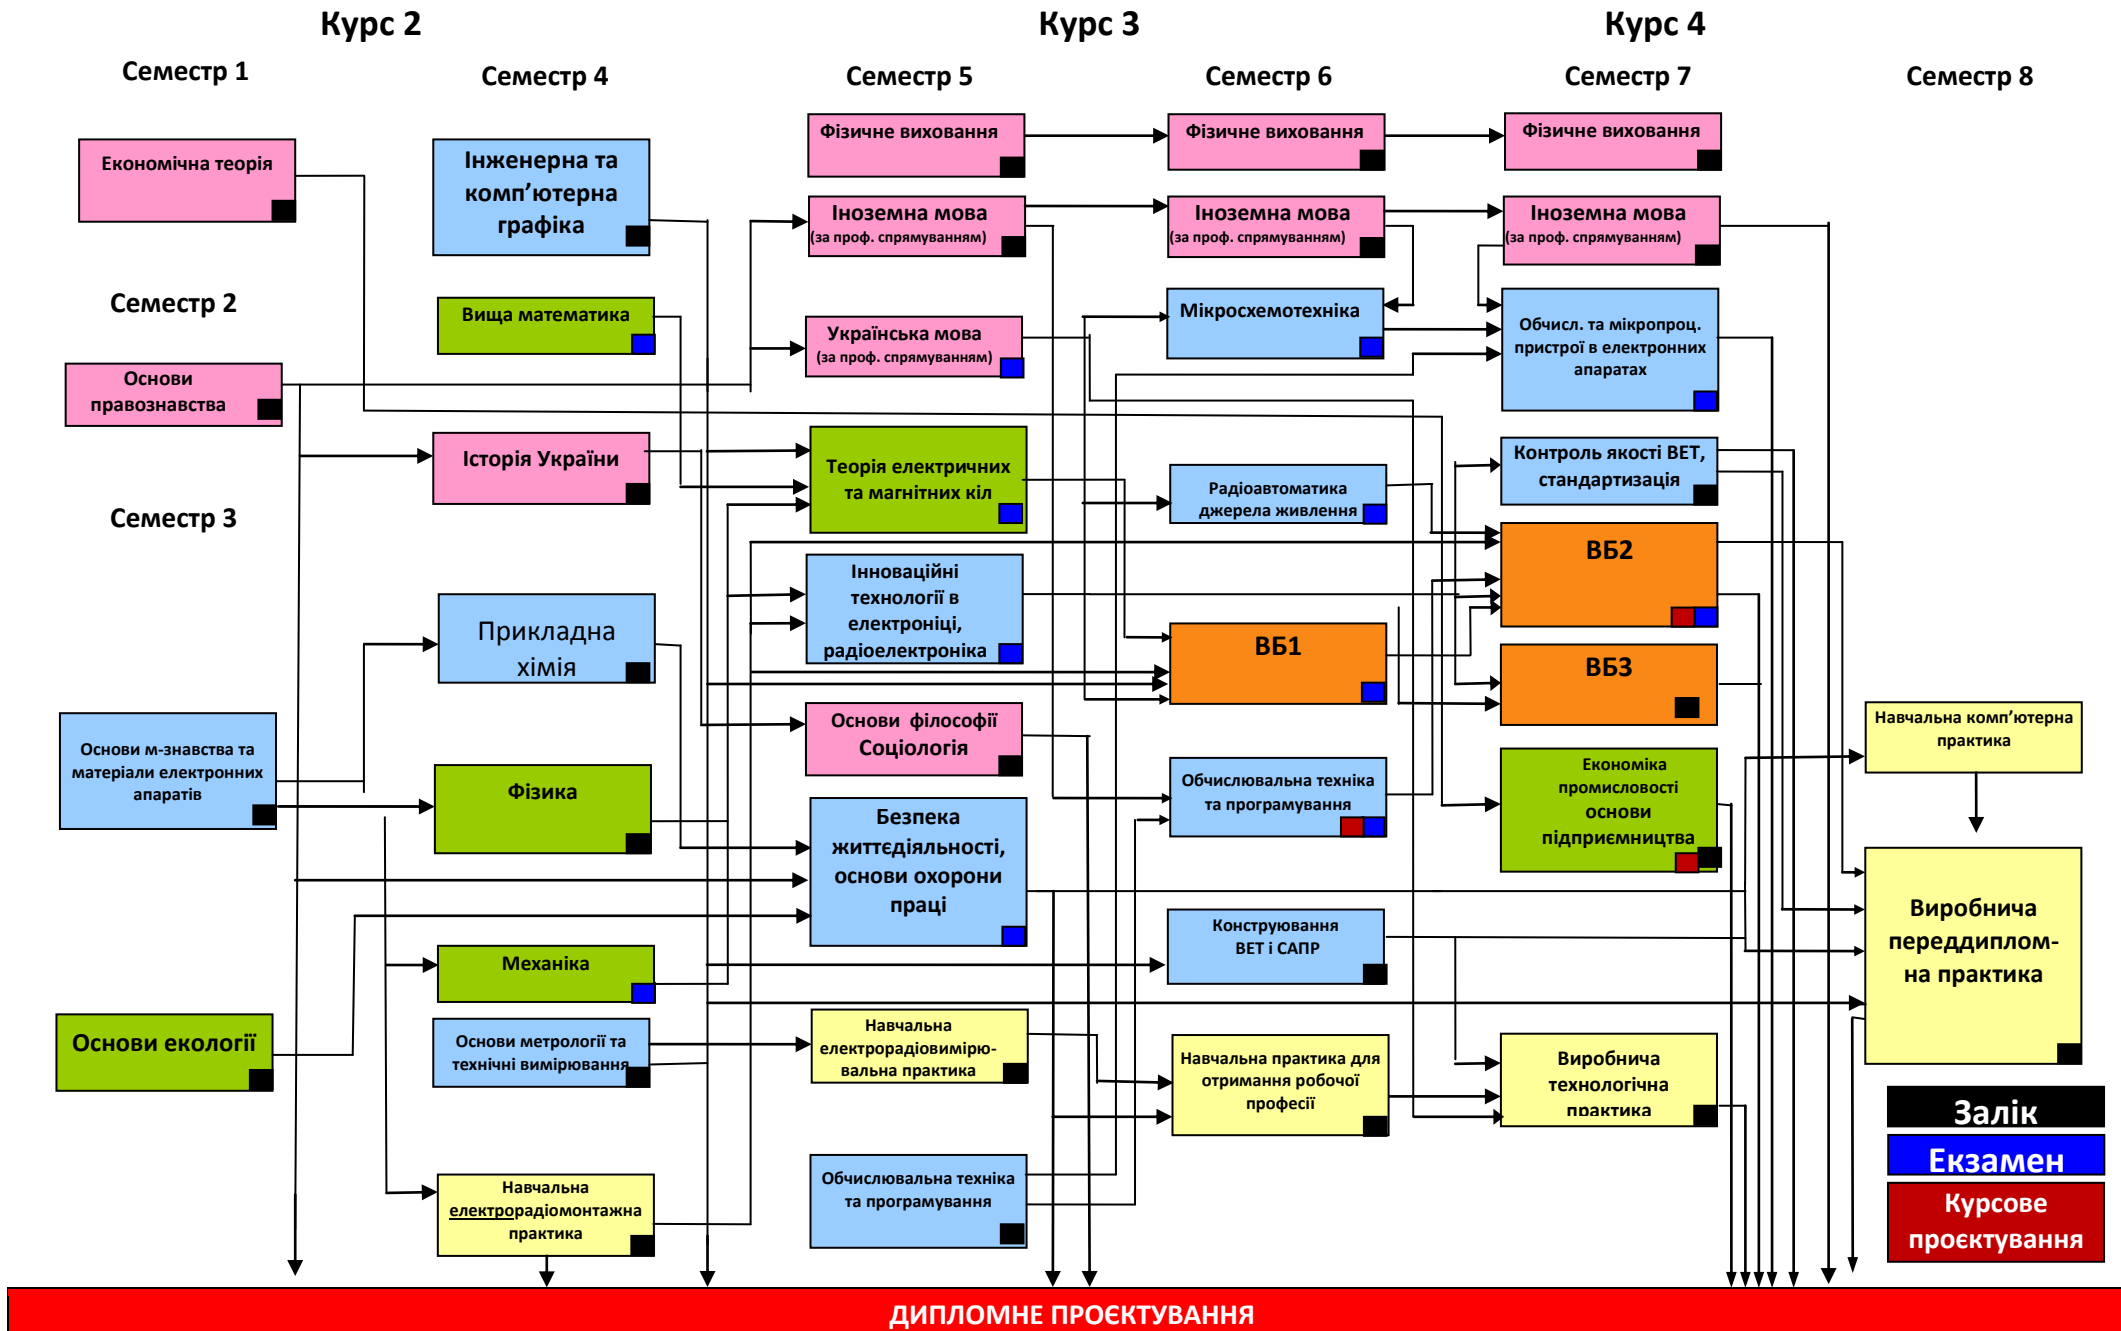 Курс 2
Курс 3
Курс 4
Семестр 1
Семестр 4
Семестр 5
Семестр 6
Семестр 7
Семестр 8
Економічна теорія
Семестр 2
Основи
правознавства
Семестр 3
Основи м-знавства та
матеріали електронних
апаратів
Основи екології
Інженерна та
комп’ютерна
графіка
Вища математика
Історія України
Прикладна
хімія
Фізика
Механіка
Основи метрології та
технічні вимірювання
Навчальна
електрорадіомонтажна
практика
Фізичне виховання
Іноземна мова
(за проф. спрямуванням)
Українська мова
(за проф. спрямуванням)
Теорія електричних
та магнітних кіл
Інноваційні
технології в
електроніці,
радіоелектроніка
Основи філософії
Соціологія
Безпека
життєдіяльності,
основи охорони
праці
Навчальна
електрорадіовимірю-
вальна практика
Обчислювальна техніка
та програмування
Фізичне виховання
Іноземна мова
(за проф. спрямуванням)
Мікросхемотехніка
Радіоавтоматика
джерела живлення
ВБ1
Обчислювальна техніка
та програмування
Конструювання
ВЕТ і САПР
Навчальна практика для
отримання робочої
професії
Фізичне виховання
Іноземна мова
(за проф. спрямуванням)
Обчисл. та мікропроц.
пристрої в електронних
апаратах
Контроль якості ВЕТ,
стандартизація
ВБ2
ВБ3
Економіка
промисловості
основи
підприємництва
Виробнича
технологічна
практика
Навчальна комп’ютерна
практика
Виробнича
переддиплом-
на практика
Залік
Екзамен
Курсове
проєктування
ДИПЛОМНЕ ПРОЄКТУВАННЯ